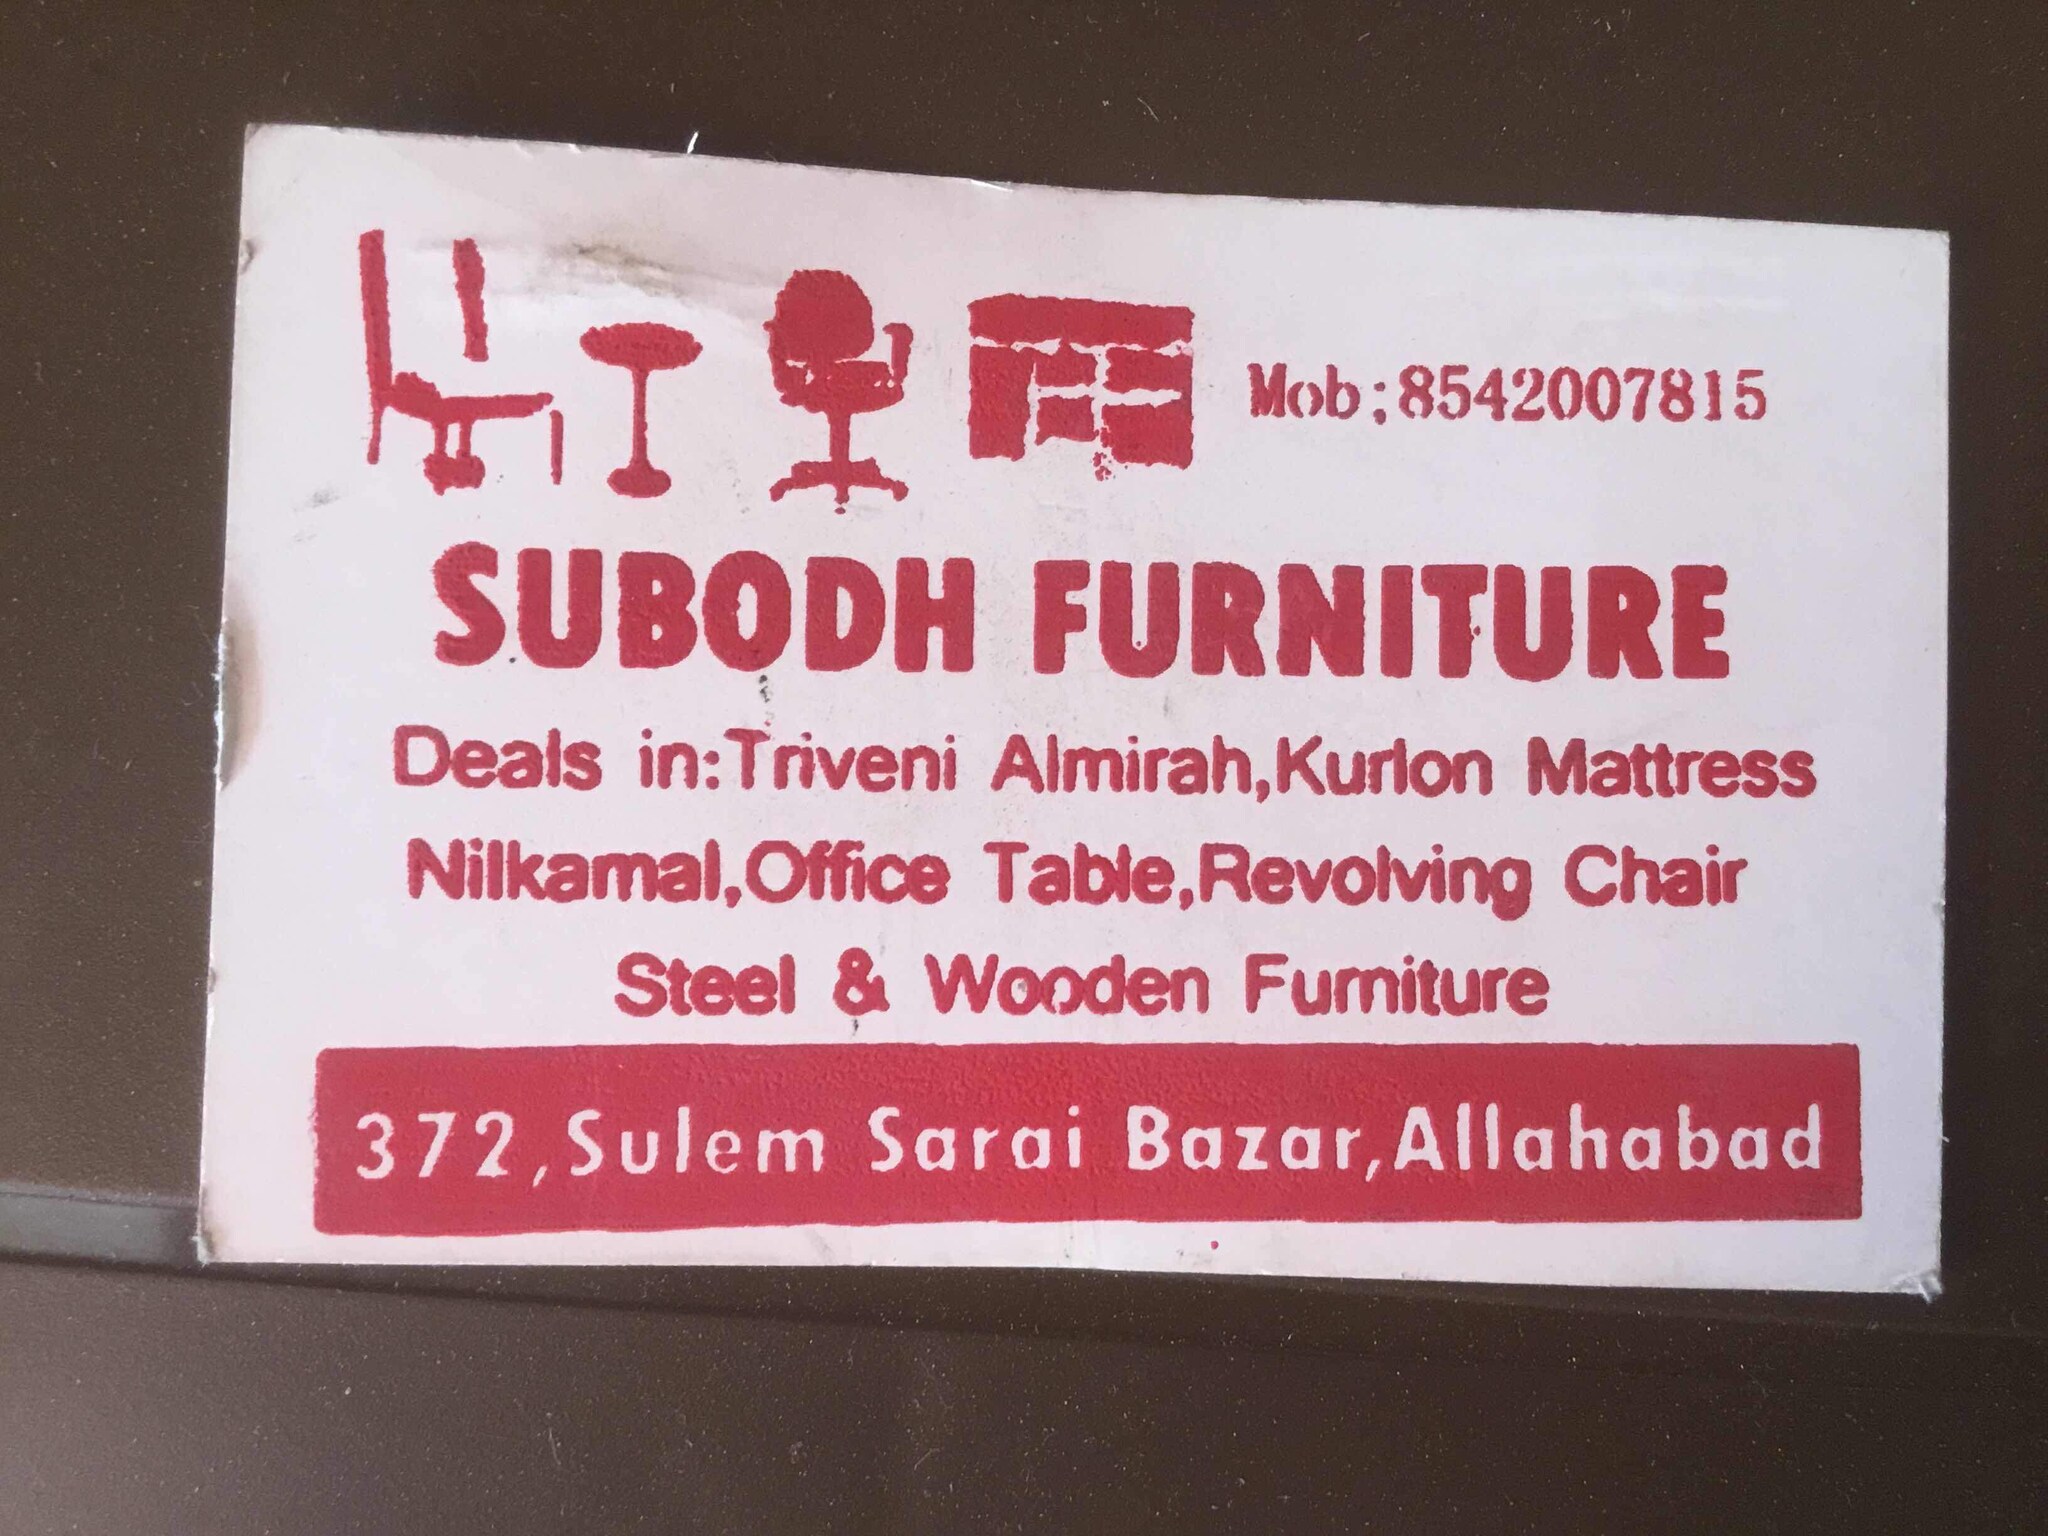 Mob:8542007815
SUBODH FURNITURE
Deals in:Triveni Almirah,Kurlon Mattress
Nilkamal,Office Table,Revolving Chair
Steel & Wooden Furniture
372,Sulem Sarai Bazar,Allahabad